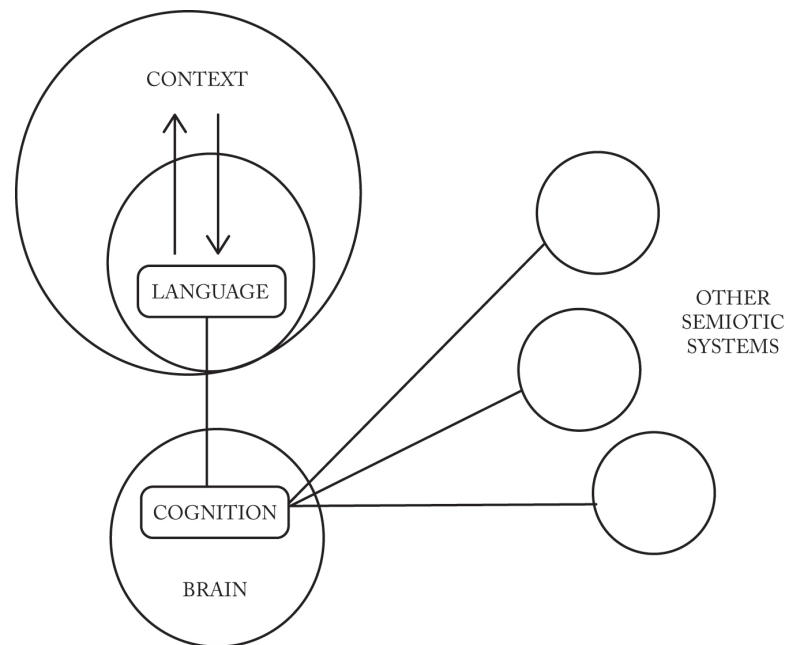 CONTEXT
LANGUAGE
OTHER
SEMIOTIC
SYSTEMS
COGNITION
BRAIN